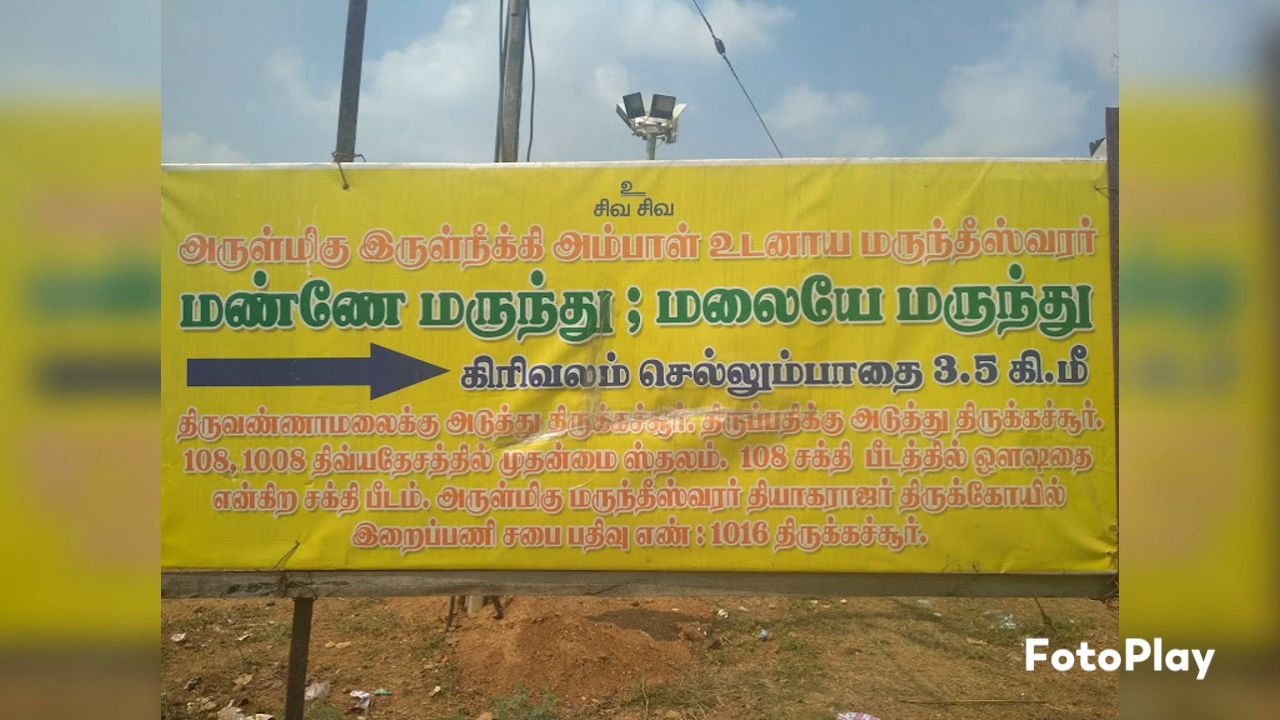 உ
சிவ சிவ
அருள்மிகு இருள்நீக்கி அம்பாள் உடனாய மருந்தீஸ்வரர்
மண்ணே மருந்து ; மலையே மருந்து
கிரிவலம் செல்லும்பாதை 3.5 கி.மீ
திருவண்ணாமலைக்கு அடுத்து திருக்கச்சூர். திருப்பதிக்கு அடுத்து திருக்கச்சூர்.
108, 1008 திவ்யதேசத்தில் முதன்மை ஸ்தலம். 108 சக்தி பீடத்தில் ஔஷதை
என்கிற சக்தி பீடம். அருள்மிகு மருந்தீஸ்வரர் தியாகராஜர் திருக்கோயில்
இறைப்பணி சபை பதிவு எண் : 1016 திருக்கச்சூர்.
FotoPlay